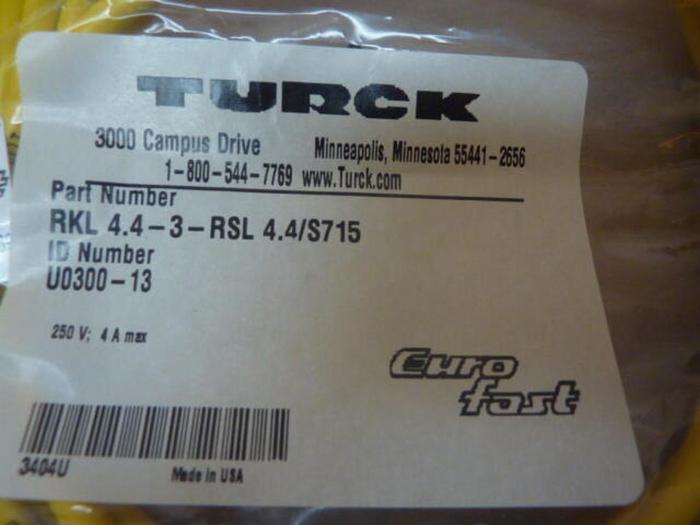 TURCK
3000 Campus Drive Minneapolis, Minnesota 55441-2656
1-800-544-7769 www.Turck.com
Part Number
RKL 4.4-3-RSL 4.4/S715
ID Number
U0300-13
250 V; 4 A max
Euro
fast
3404U
Made in USA